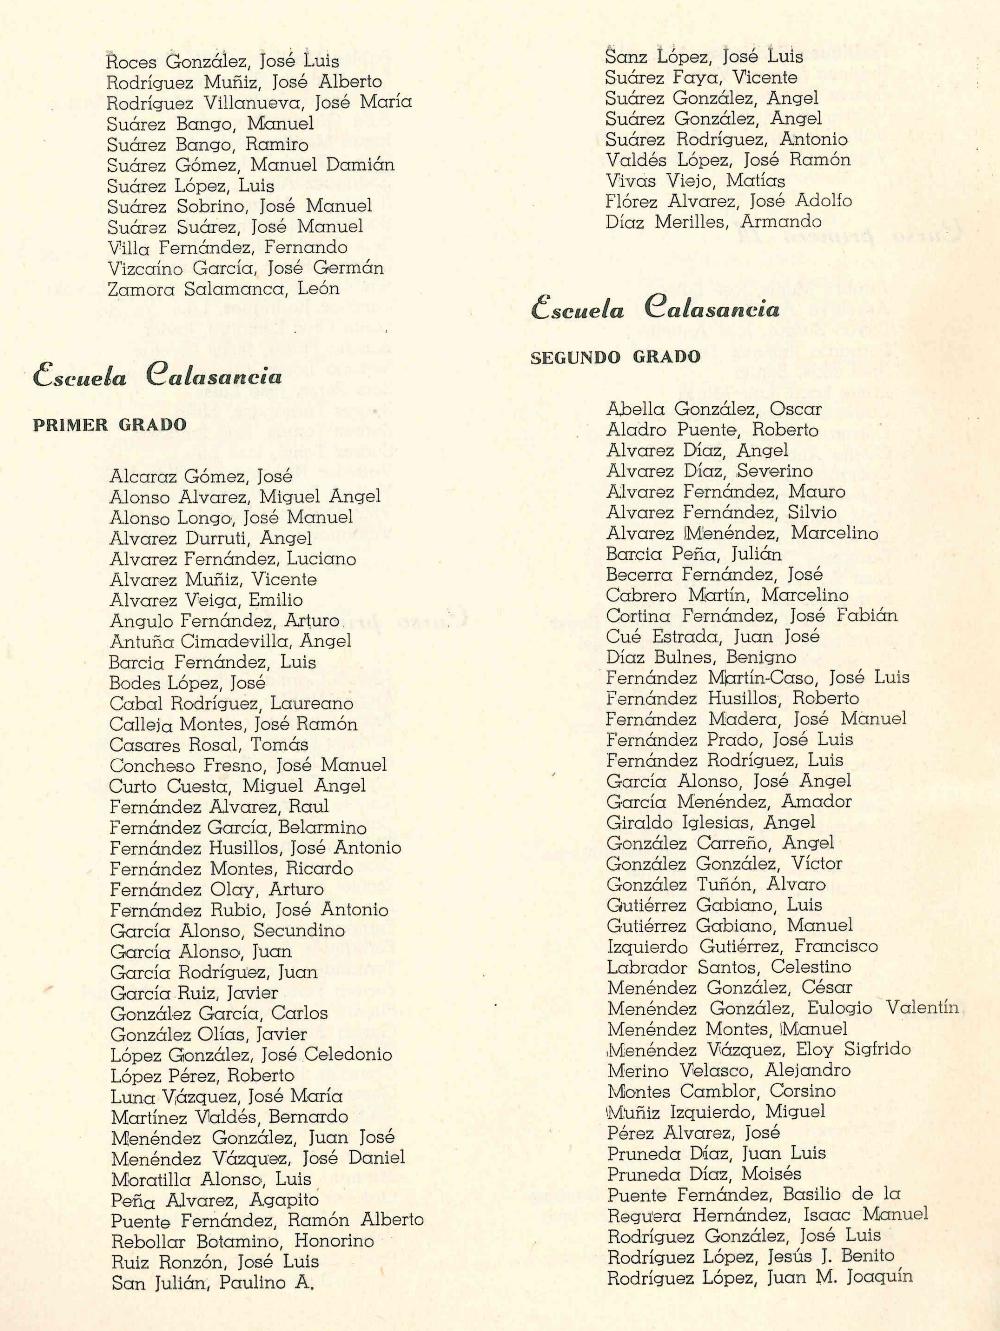 Roces González, José Luis
Rodríguez Muñiz, José Alberto
Rodríguez Villanueva, José María
Suárez Bango, Manuel
Suárez Bango, Ramiro
Suárez Gómez, Manuel Damián
Suárez López, Luis
Suárez Sobrino, José Manuel
Suárez Suárez, José Manuel
Villa Fernández, Fernando
Vizcaíno García, José Germán
Zamora Salamanca, León
Escuela Calasancia
PRIMER GRADO
Alcaraz Gómez, José
Alonso Alvarez, Miguel Angel
Alonso Longo, José Manuel
Alvarez Durruti, Angel
Alvarez Fernández, Luciano
Alvarez Muñiz, Vicente
Alvarez Veiga, Emilio
Angulo Fernández, Arturo
Antuña Cimadevilla, Angel
Barcia Fernández, Luis
Bodes López, José
Cabal Rodríguez, Laureano
Calleja Montes, José Ramón
Casares Rosal, Tomás
Concheso Fresno, José Manuel
Curto Cuesta, Miguel Angel
Fernández Alvarez, Raul
Fernández García, Belarmino
Fernández Husillos, José Antonio
Fernández Montes, Ricardo
Fernández Olay, Arturo
Fernández Rubio, José Antonio
García Alonso, Secundino
García Alonso, Juan
García Rodríguez, Juan
García Ruiz, Javier
González García, Carlos
González Olías, Javier
López González, José Celedonio
López Pérez, Roberto
Luna Vázquez, José María
Martínez Valdés, Bernardo
Menéndez González, Juan José
Menéndez Vázquez, José Daniel
Moratilla Alonso, Luis
Peña Alvarez, Agapito
Puente Fernández, Ramón Alberto
Rebollar Botamino, Honorino
Ruiz Ronzón, José Luis
San Julián, Paulino A.
Sanz López, José Luis
Suárez Faya, Vicente
Suárez González, Angel
Suárez González, Angel
Suárez Rodríguez, Antonio
Valdés López, José Ramón
Vivas Viejo, Matías
Flórez Alvarez, José Adolfo
Díaz Merilles, Armando
Escuela Calasancia
SEGUNDO GRADO
Abella González, Oscar
Aladro Puente, Roberto
Alvarez Díaz, Angel
Alvarez Díaz, Severino
Alvarez Fernández, Mauro
Alvarez Fernández, Silvio
Alvarez Menéndez, Marcelino
Barcia Peña, Julián
Becerra Fernández, José
Cabrero Martín, Marcelino
Cortina Fernández, José Fabián
Cué Estrada, Juan José
Díaz Bulnes, Benigno
Fernández Martín-Caso, José Luis
Fernández Husillos, Roberto
Fernández Madera, José Manuel
Fernández Prado, José Luis
Fernández Rodríguez, Luis
García Alonso, José Angel
García Menéndez, Amador
Giraldo Iglesias, Angel
González Carreño, Angel
González González, Víctor
González Tuñón, Alvaro
Gutiérrez Gabiano, Luis
Gutiérrez Gabiano, Manuel
Izquierdo Gutiérrez, Francisco
Labrador Santos, Celestino
Menéndez González, César
Menéndez González, Eulogio Valentín
Menéndez Montes, Manuel
Menéndez Vázquez, Eloy Sigfrido
Merino Velasco, Alejandro
Montes Camblor, Corsino
Muñiz Izquierdo, Miguel
Pérez Alvarez, José
Pruneda Díaz, Juan Luis
Pruneda Díaz, Moisés
Puente Fernández, Basilio de la
Reguera Hernández, Isaac Manuel
Rodríguez González, José Luis
Rodríguez López, Jesús J. Benito
Rodríguez López, Juan M. Joaquín